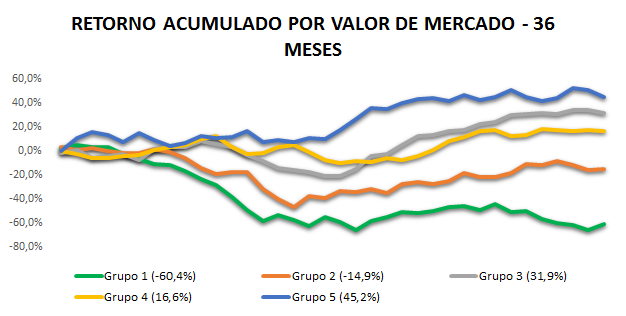 RETORNO ACUMULADO POR VALOR DE MERCADO - 36
MESES
60,0%
40,0%
20,0%
0,0%
-20,0%
-40,0%
-60,0%
-80,0%
Grupo 1 (-60,4%) Grupo 2 (-14,9%) Grupo 3 (31,9%)
Grupo 4 (16,6%) Grupo 5 (45,2%)